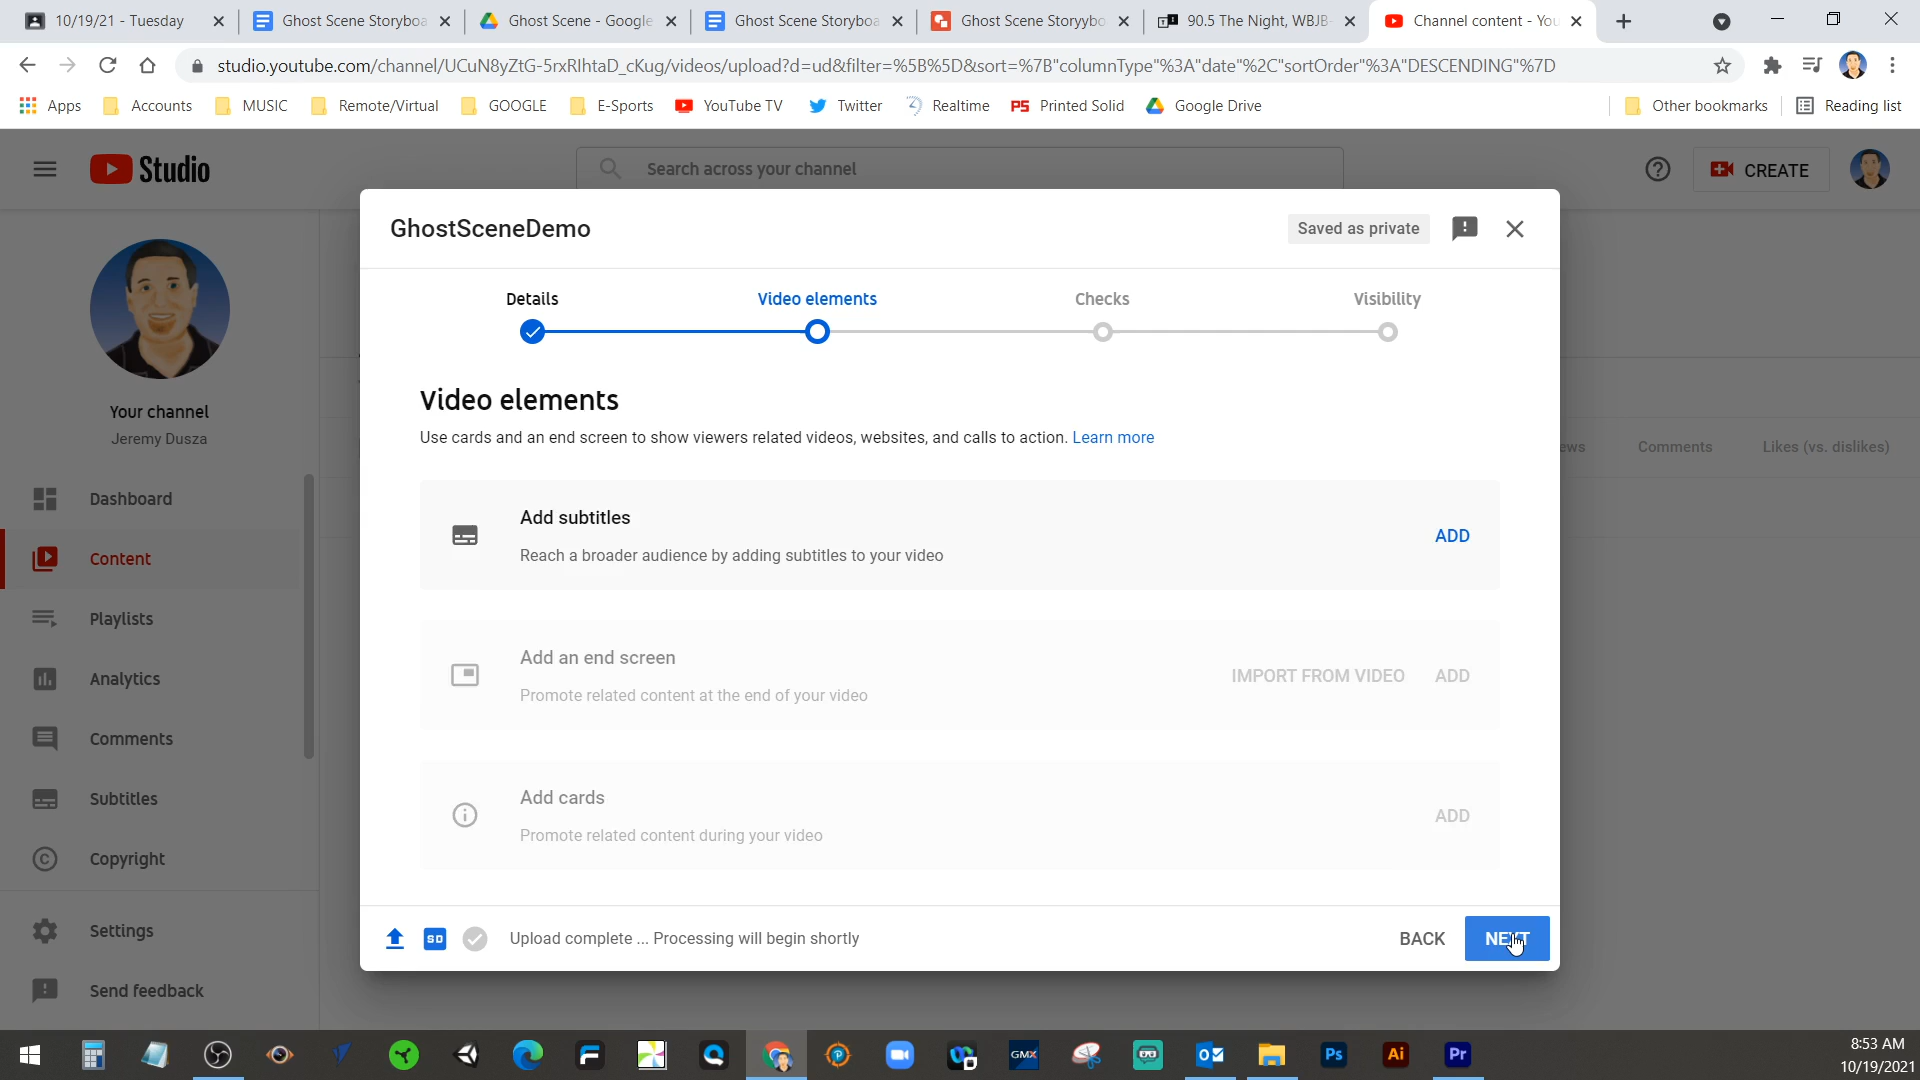 10/19/21 - Tuesday
Ghost Scene Storyboa
Ghost Scene - Google
Ghost Scene Storyboa
Ghost Scene Storyybo
90.5 The Night, WBJB-
Channel content - You
studio.youtube.com/channel/UCuN8yZtG-5rxRlhtaD_cKug/videos/upload?d=ud&filter=%5B%5D&sort=%7B"columnType"%3A"date"%2C"sortOrder"%3A"DESCENDING"%7D
Apps
Accounts
MUSIC
Remote/Virtual
GOOGLE
E-Sports
YouTube TV
Twitter
Realtime
PS Printed Solid
Google Drive
Other bookmarks
Reading list
Studio
Search across your channel
CREATE
GhostSceneDemo
Saved as private
Details
Video elements
Checks
Visibility
Your channel
Jeremy Dusza
Dashboard
Content
Playlists
Analytics
Comments
Subtitles
Copyright
Settings
Send feedback
Video elements
Use cards and an end screen to show viewers related videos, websites, and calls to action. Learn more
ews
Comments
Likes (vs. dislikes)
Add subtitles
Reach a broader audience by adding subtitles to your video
ADD
Add an end screen
Promote related content at the end of your video
IMPORT FROM VIDEO
ADD
Add cards
Promote related content during your video
ADD
SD
Upload complete ... Processing will begin shortly
BACK
NEXT
GMX
Ps
Ai
Pr
8:53 AM
10/19/2021